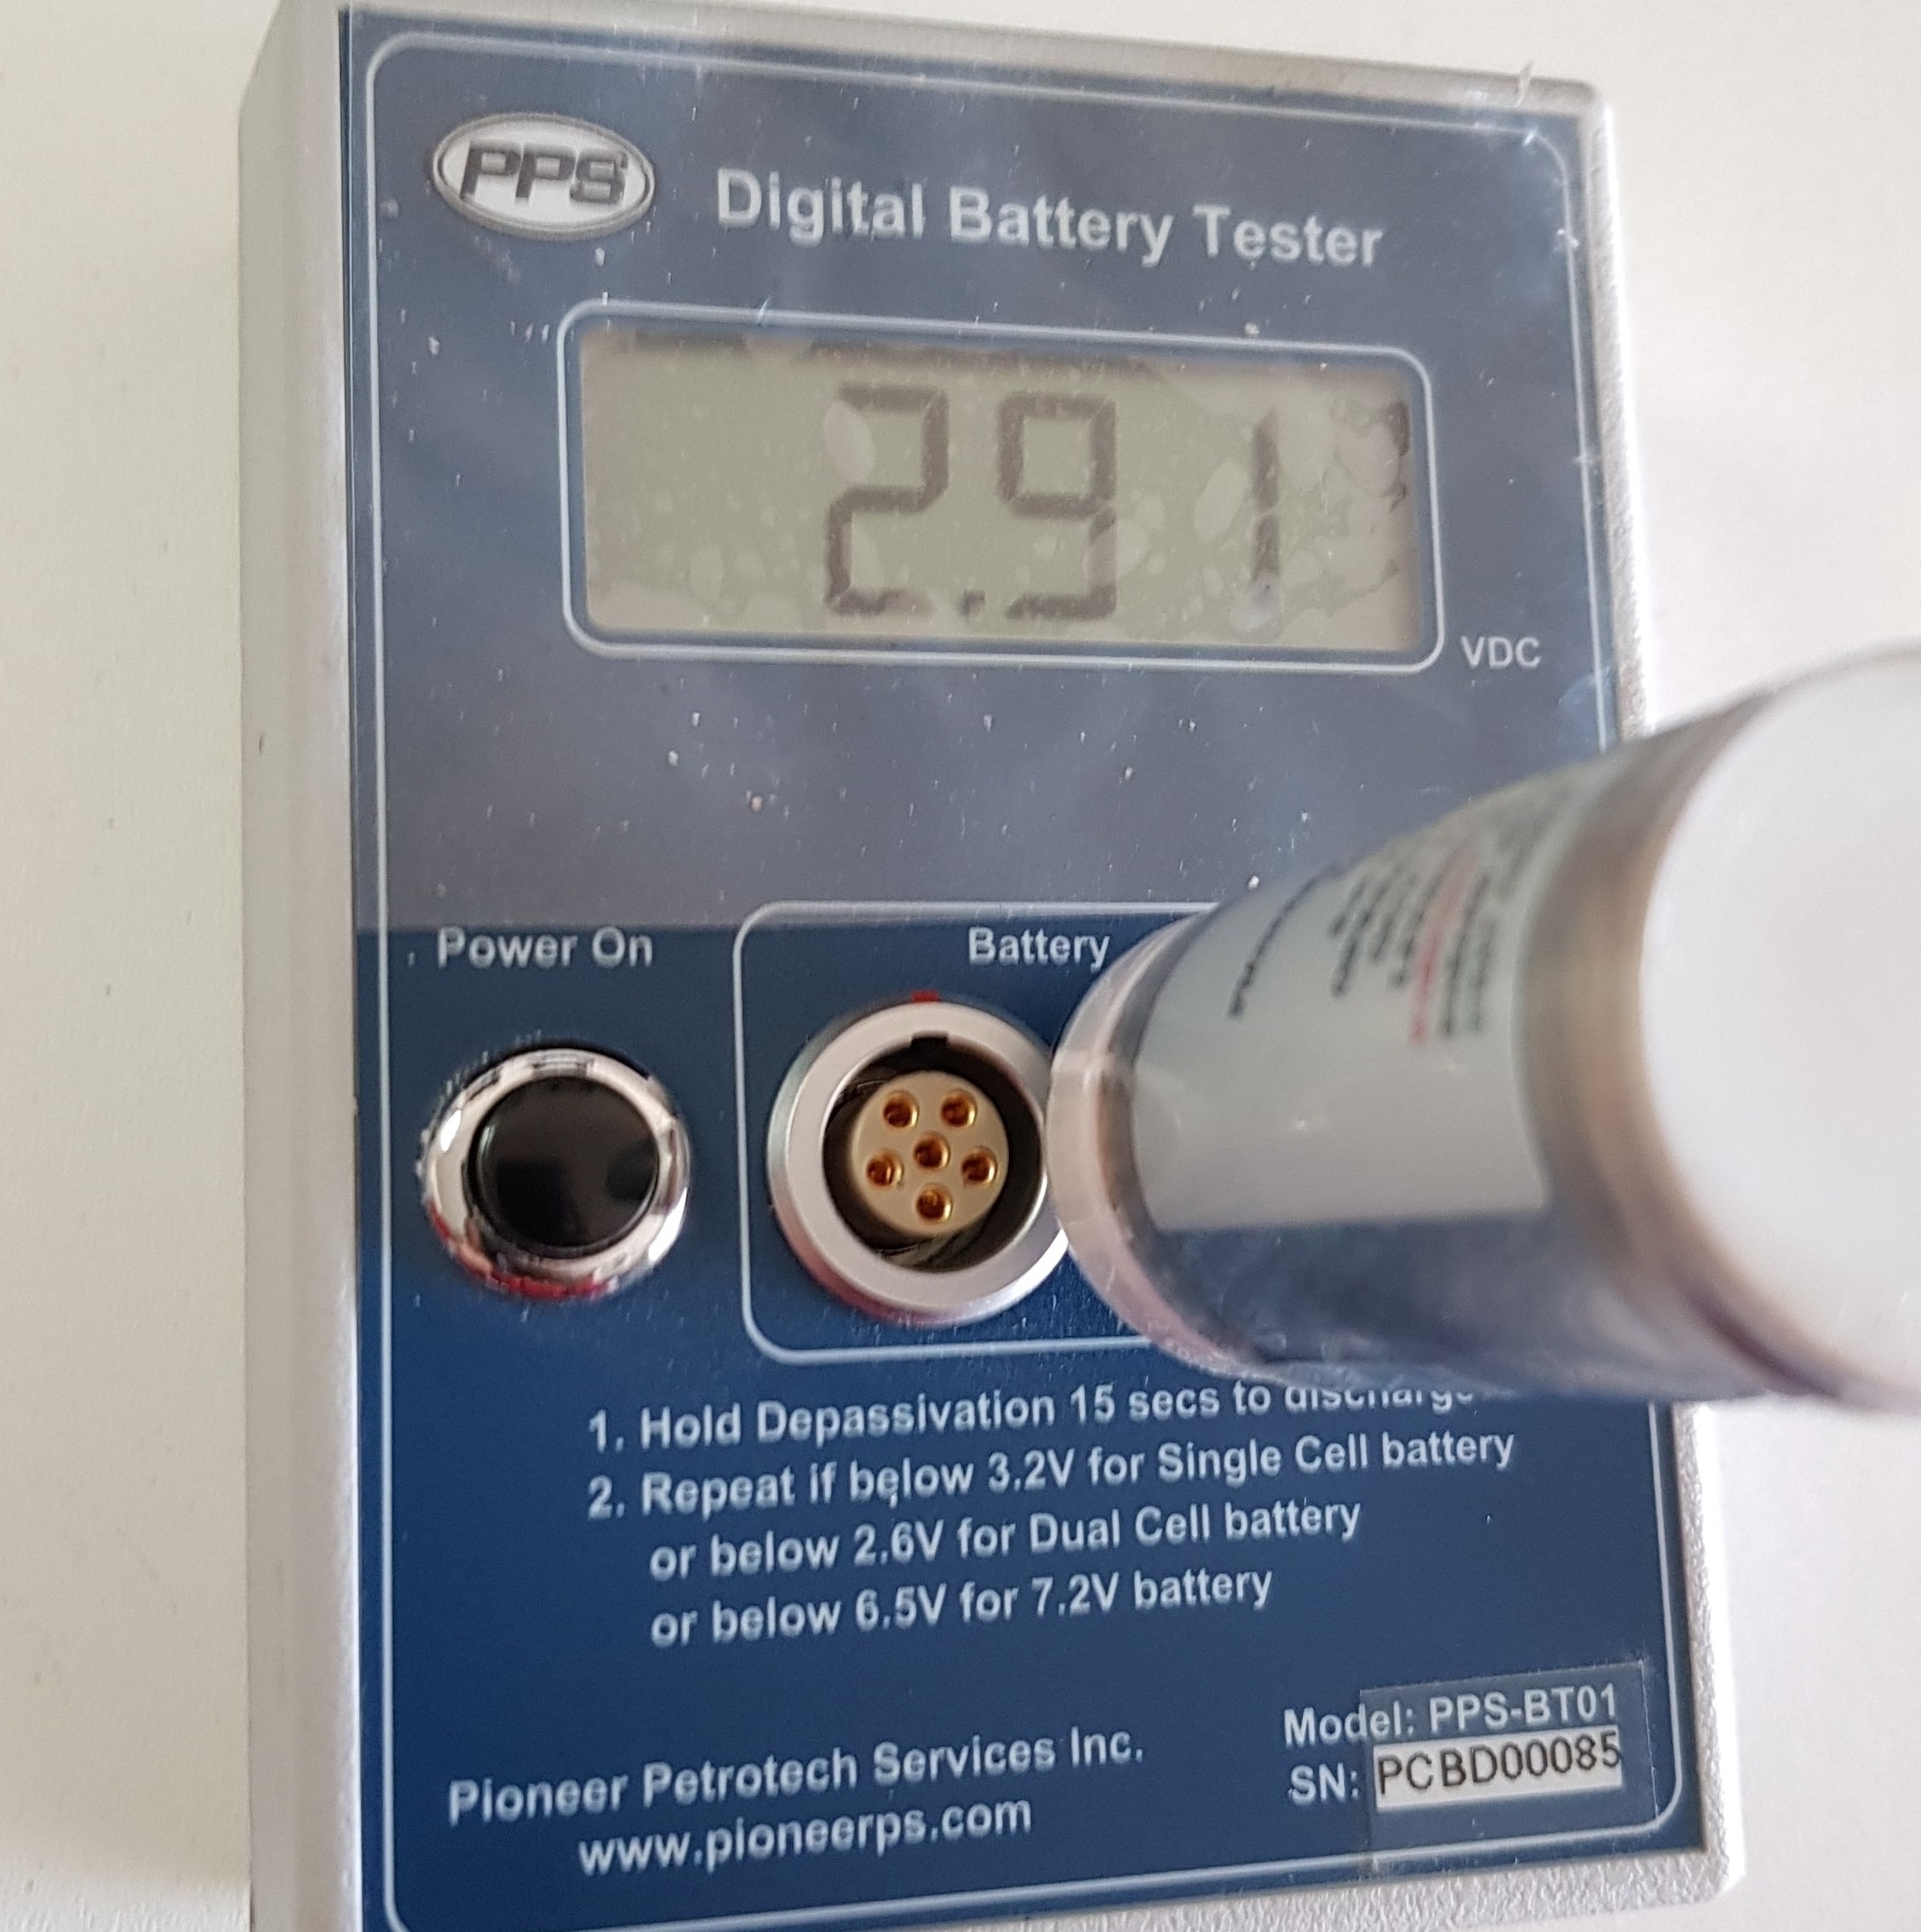 PPS
Digital Battery Tester
2.91
VDC
Power On
Battery
1. Hold Depassivation 15 secs to discharge
2. Repeat if below 3.2V for Single Cell battery
or below 2.6V for Dual Cell battery
or below 6.5V for 7.2V battery
Model: PPS-BT01
SN: PCBD00085
Pioneer Petrotech Services Inc.
www.pioneerps.com